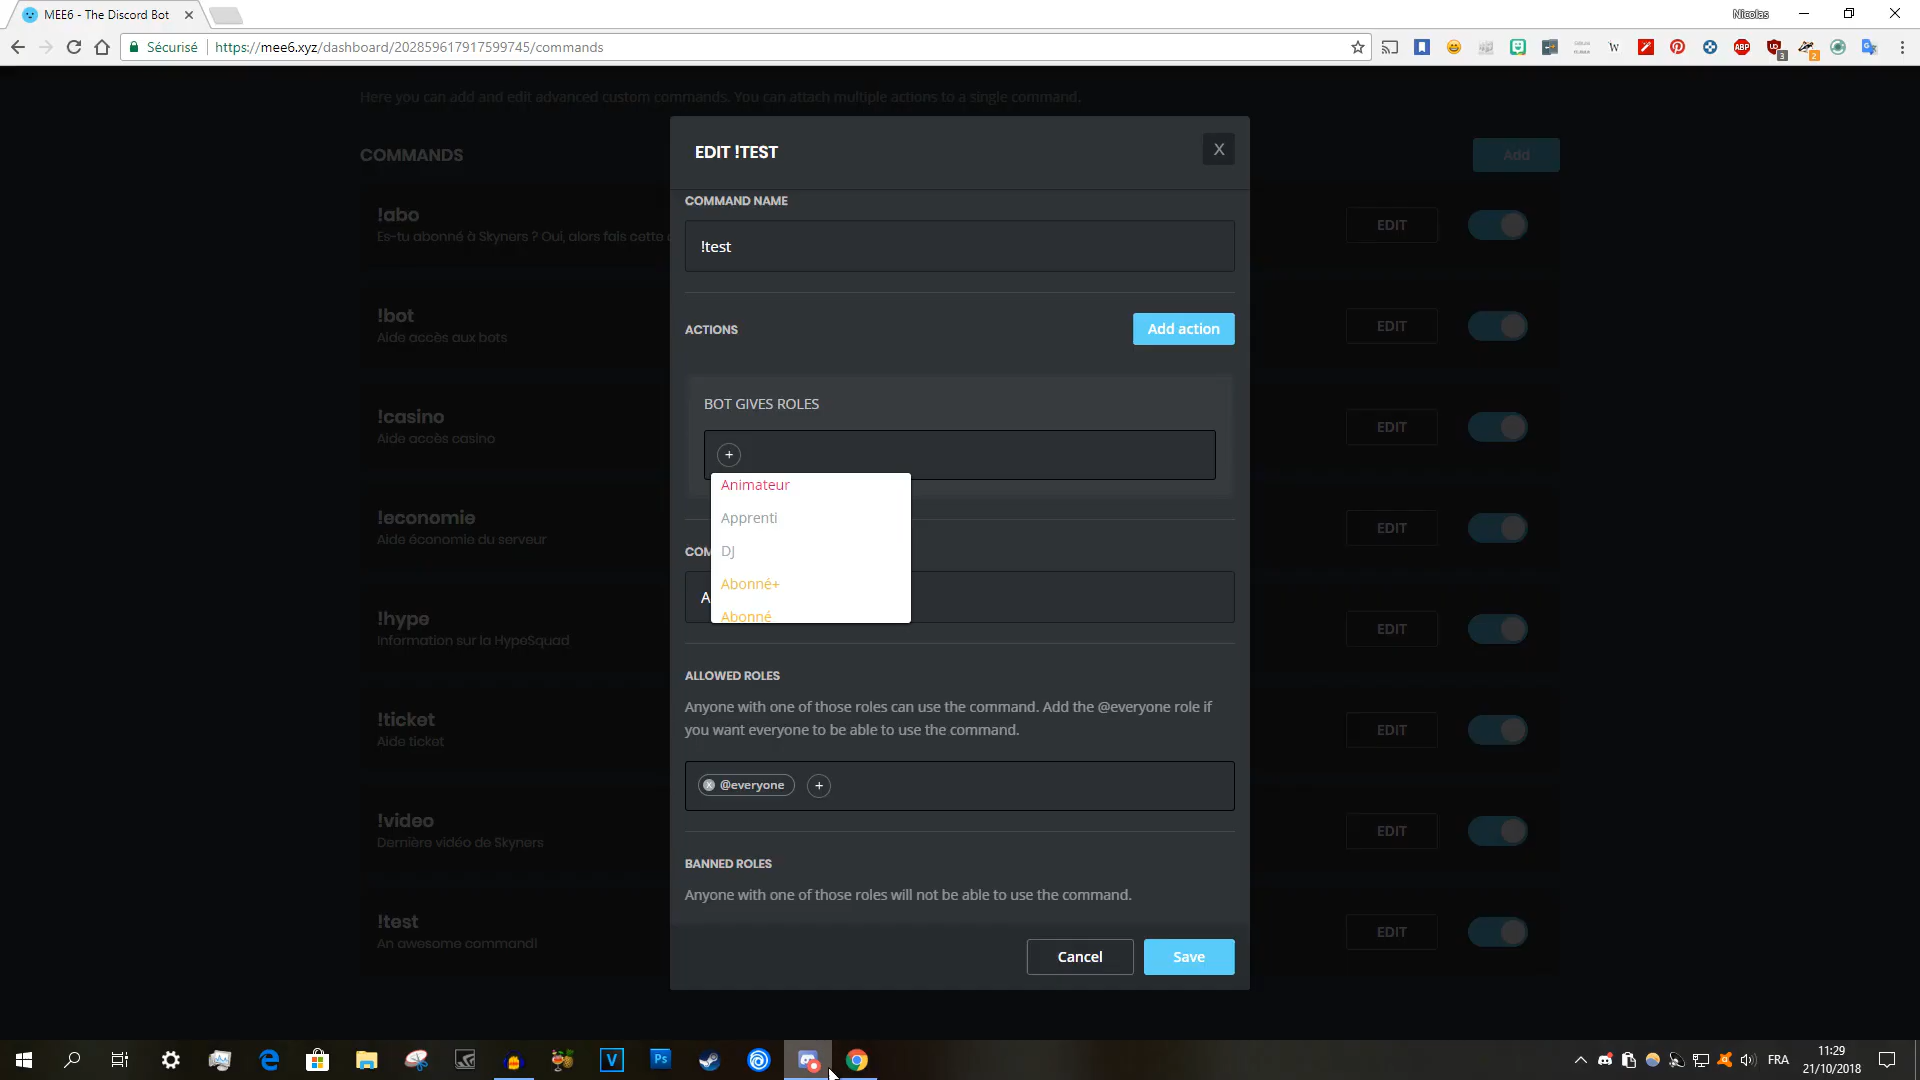 MEE6 - The Discord Bot
Nicolas
Sécurisé
https://mee6.xyz/dashboard/202859617917599745/commands
Here you can add and edit advanced custom commands. You can attach multiple actions to a single command.
COMMANDS
Add
!abo
Es-tu abonné à Skyners ? Oui, alors fais cette c
EDIT
!bot
Aide accès aux bots
EDIT
!casino
Aide accès casino
EDIT
!economie
Aide économie du serveur
EDIT
!hype
Information sur la HypeSquad
EDIT
!ticket
Aide ticket
EDIT
!video
Dernière vidéo de Skyners
EDIT
!test
An awesome command!
EDIT
EDIT !TEST
X
COMMAND NAME
!test
ACTIONS
Add action
BOT GIVES ROLES
+
Animateur
Apprenti
DJ
Abonné+
Abonné
COM
A
ALLOWED ROLES
Anyone with one of those roles can use the command. Add the @everyone role if
you want everyone to be able to use the command.
x @everyone +
BANNED ROLES
Anyone with one of those roles will not be able to use the command.
Cancel
Save
W
ABP
3
2
V
Ps
FRA
11:29
21/10/2018